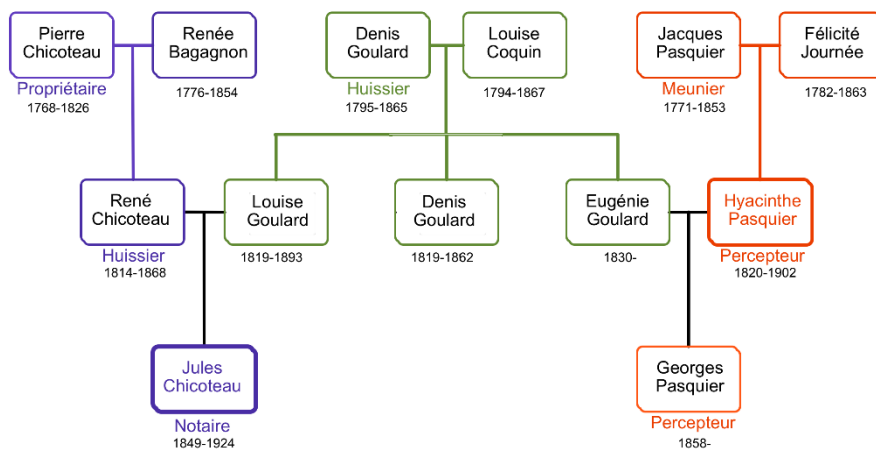 Pierre
Chicoteau
Renée
Bagagnon
Denis
Goulard
Louise
Coquin
Jacques
Pasquier
Félicité
Journée
Propriétaire
1768-1826
1776-1854
Huissier
1795-1865
1794-1867
Meunier
1771-1853
1782-1863
René
Chicoteau
Louise
Goulard
Denis
Goulard
Eugénie
Goulard
Hyacinthe
Pasquier
Huissier
1814-1868
1819-1893
1819-1862
1830-
Percepteur
1820-1902
Jules
Chicoteau
Georges
Pasquier
Notaire
1849-1924
Percepteur
1858-